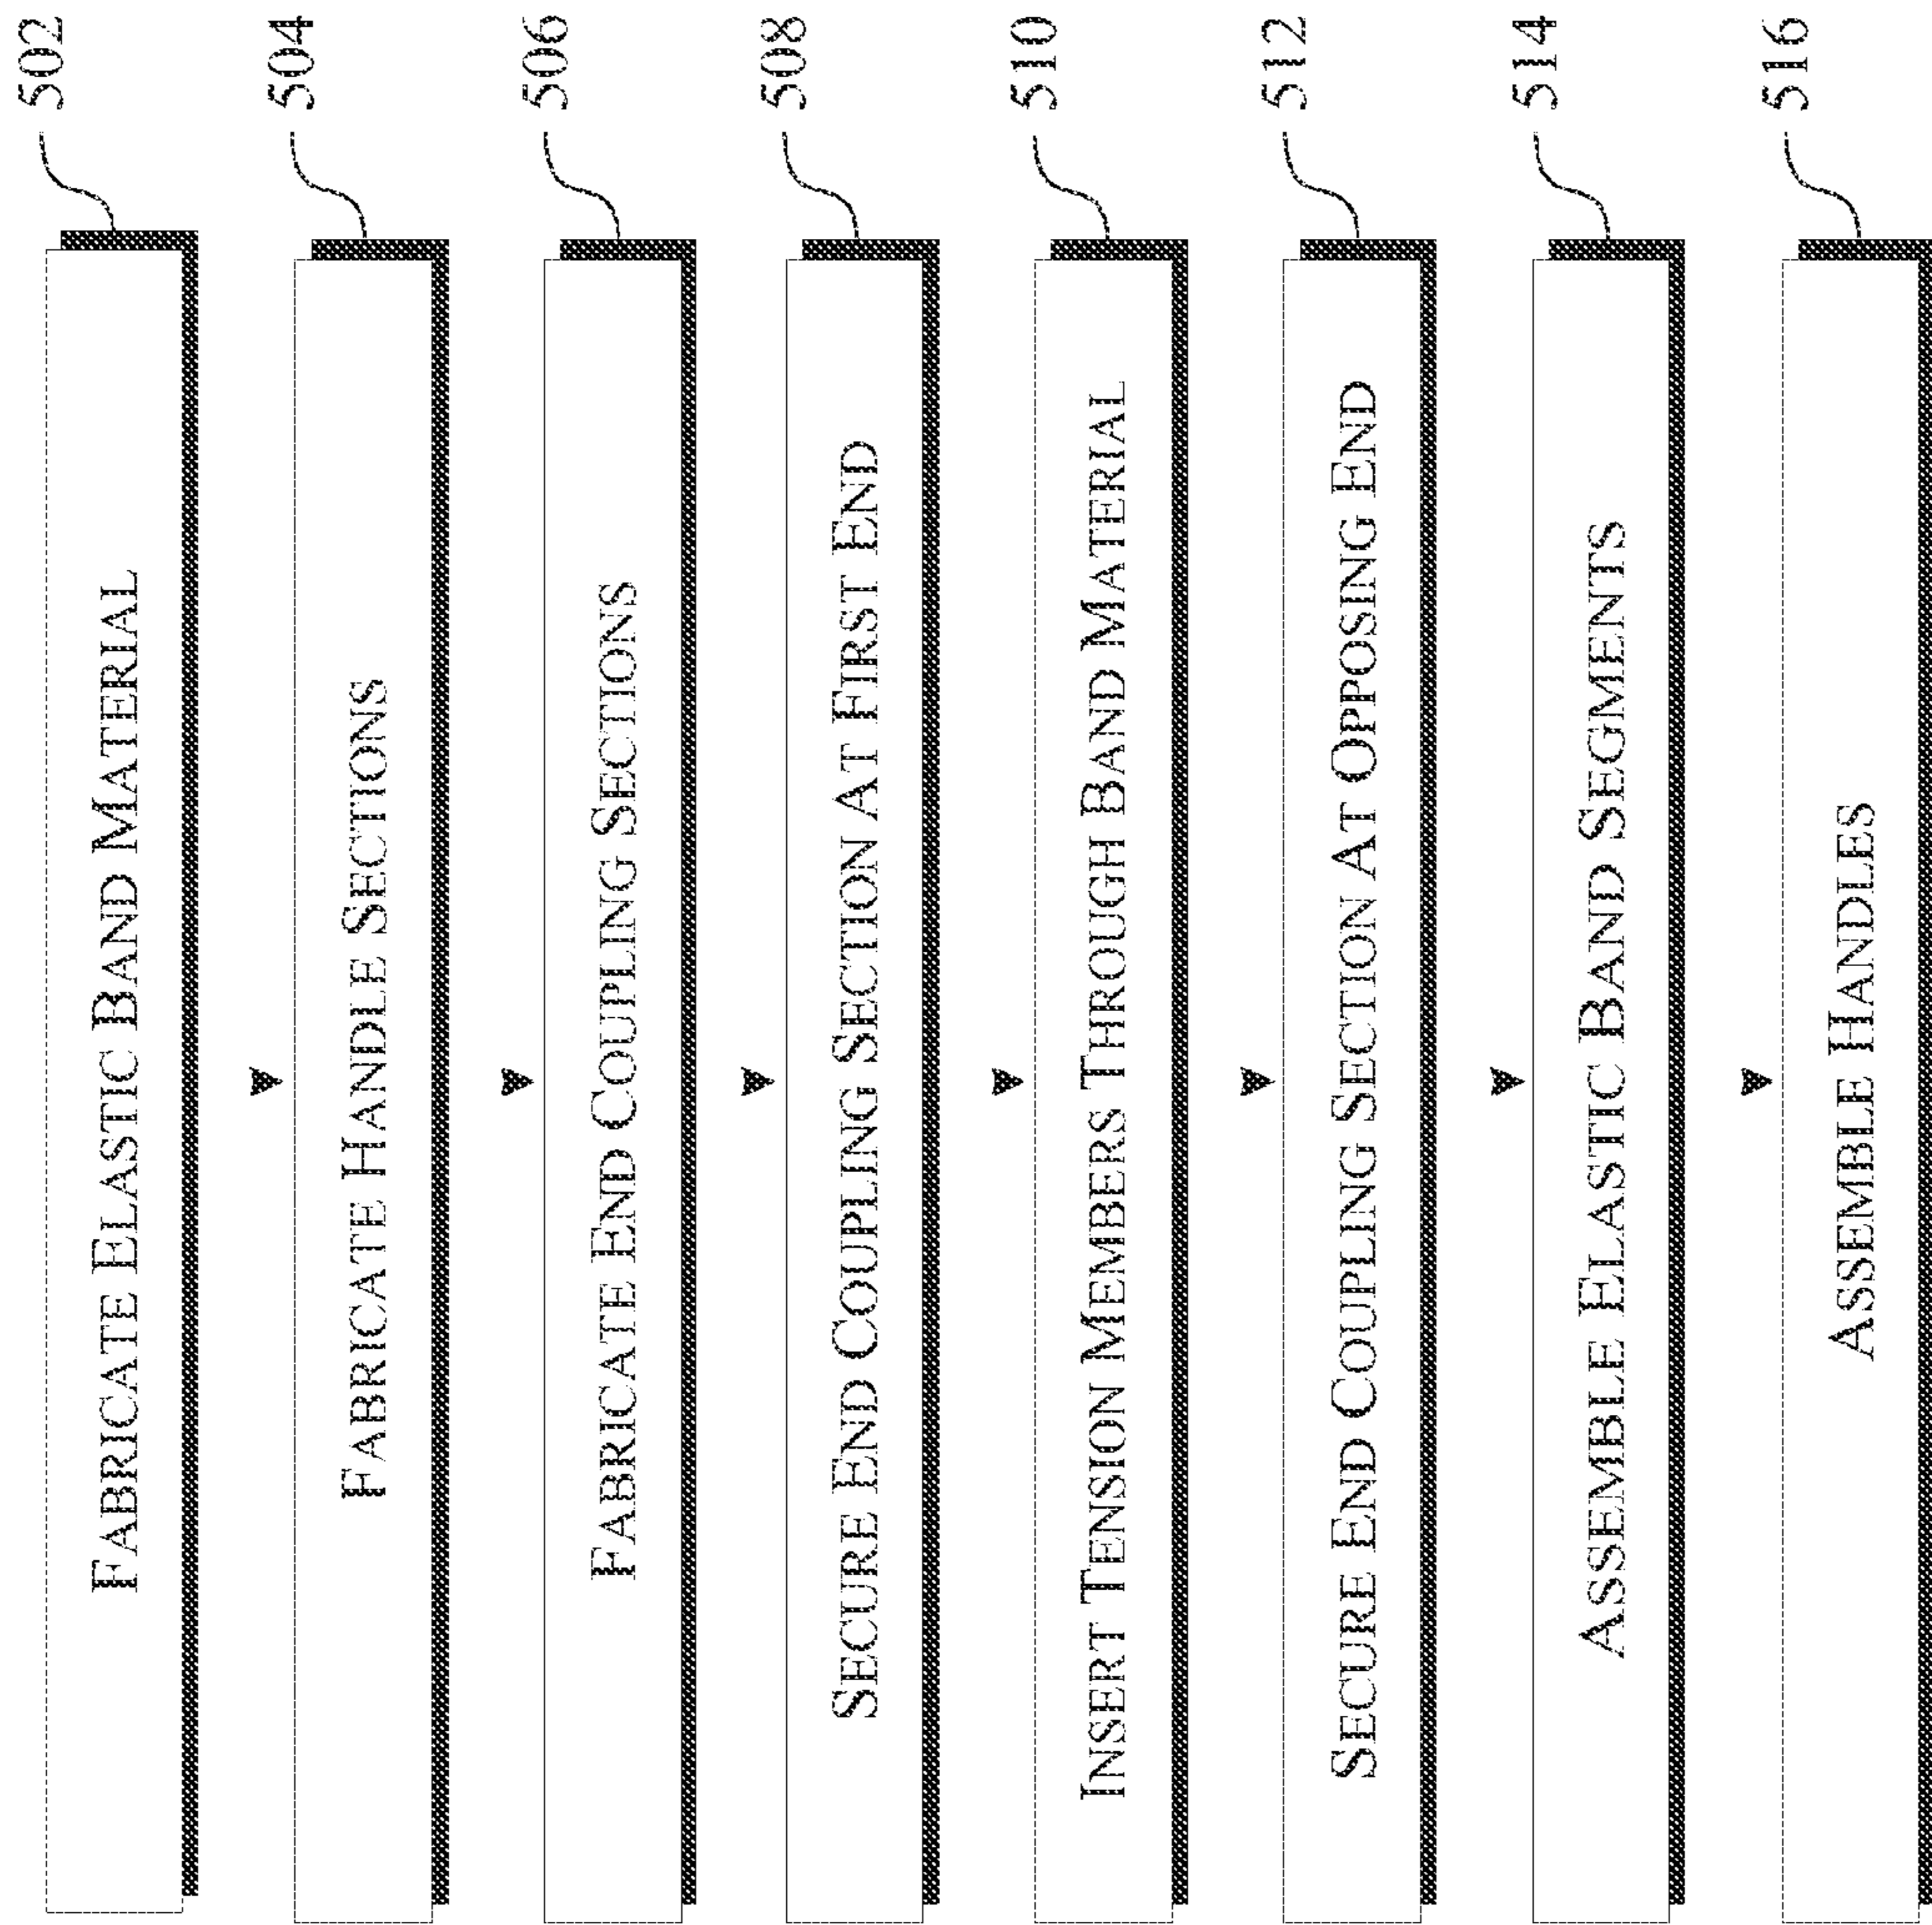 502
FABRICATE ELASTIC BAND MATERIAL
504
FABRICATE HANDLE SECTIONS
506
FABRICATE END COUPLING SECTIONS
508
SECURE END COUPLING SECTION AT FIRST END
510
INSERT TENSION MEMBERS THROUGH BAND MATERIAL
512
SECURE END COUPLING SECTION AT OPPOSING END
514
ASSEMBLE ELASTIC BAND SEGMENTS
516
ASSEMBLE HANDLES